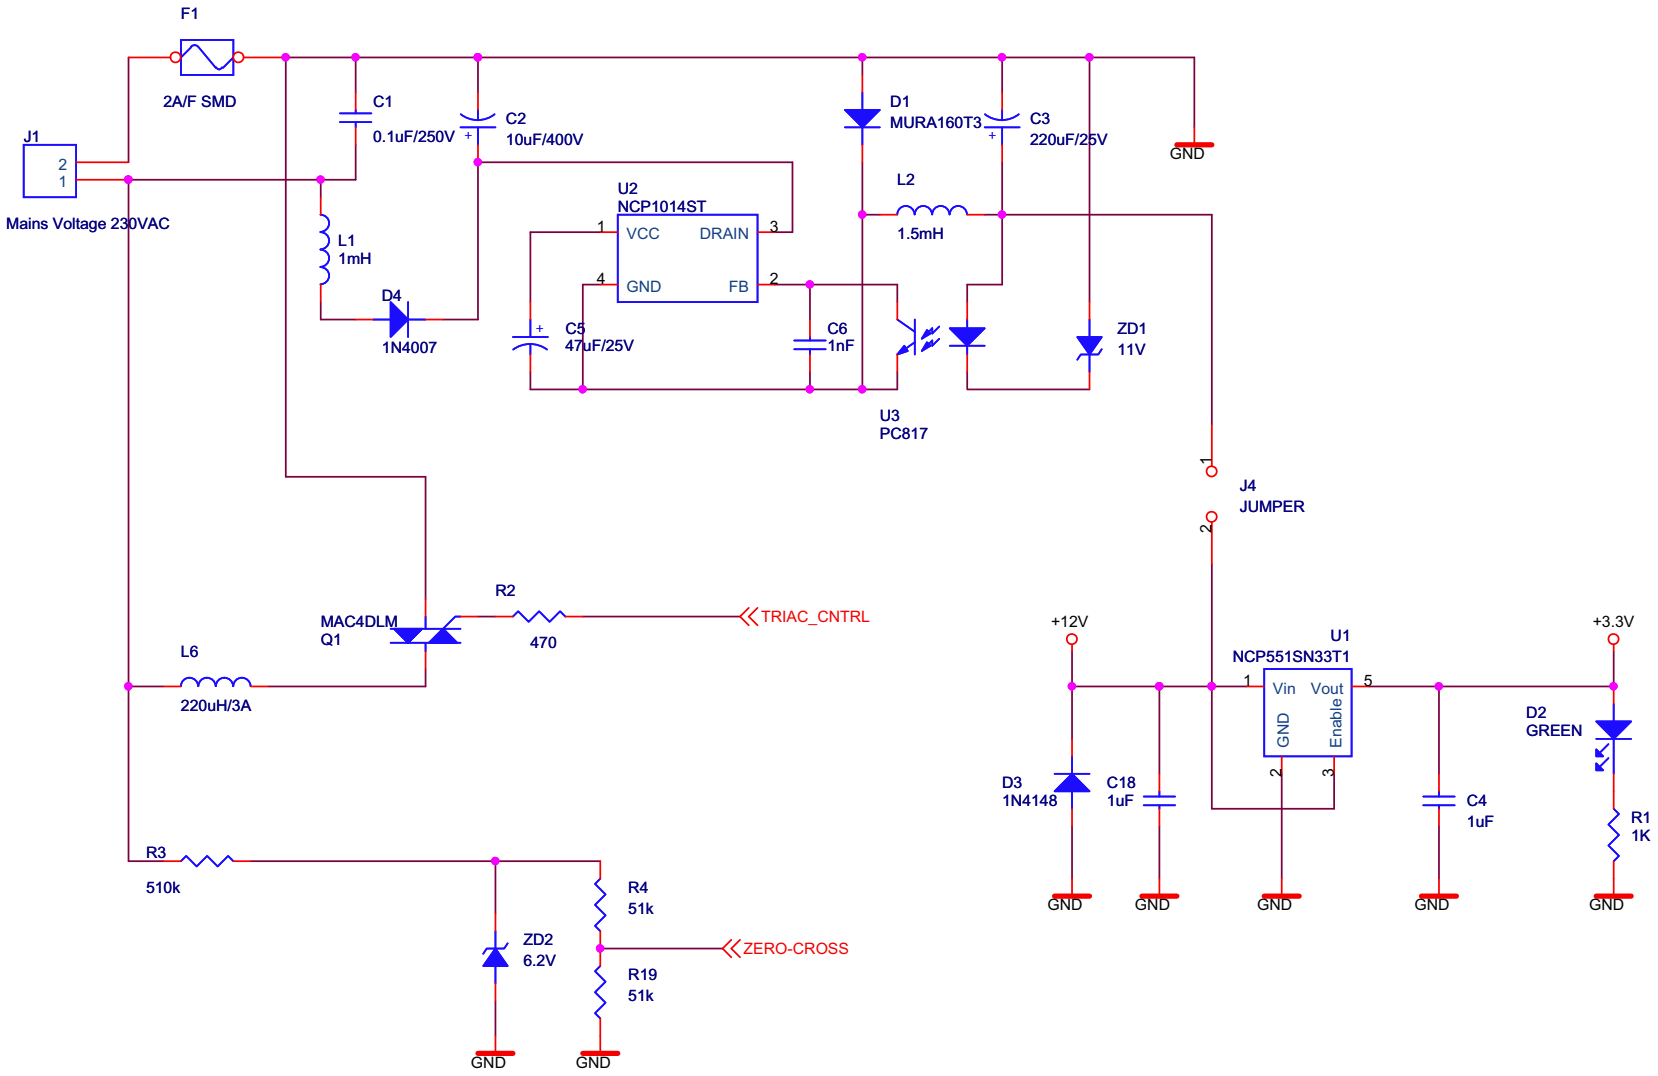 F1
2A/F SMD
J1
2
1
Mains Voltage 230VAC
C1
0.1uF/250V
C2
10uF/400V
+
L1
1mH
D4
1N4007
U2
NCP1014ST
1
VCC
DRAIN
3
4
GND
FB
2
+
C5
47uF/25V
C6
1nF
D1
MURA160T3
+
C3
220uF/25V
GND
L2
1.5mH
U3
PC817
ZD1
11V
1
J4
JUMPER
2
R2
470
TRIAC_CNTRL
MAC4DLM
Q1
L6
220uH/3A
R3
510k
ZD2
6.2V
GND
R4
51k
ZERO-CROSS
R19
51k
GND
+12V
D3
1N4148
GND
C18
1uF
GND
U1
NCP551SN33T1
1
Vin
Vout
5
GND
Enable
2
3
GND
C4
1uF
GND
+3.3V
D2
GREEN
R1
1K
GND